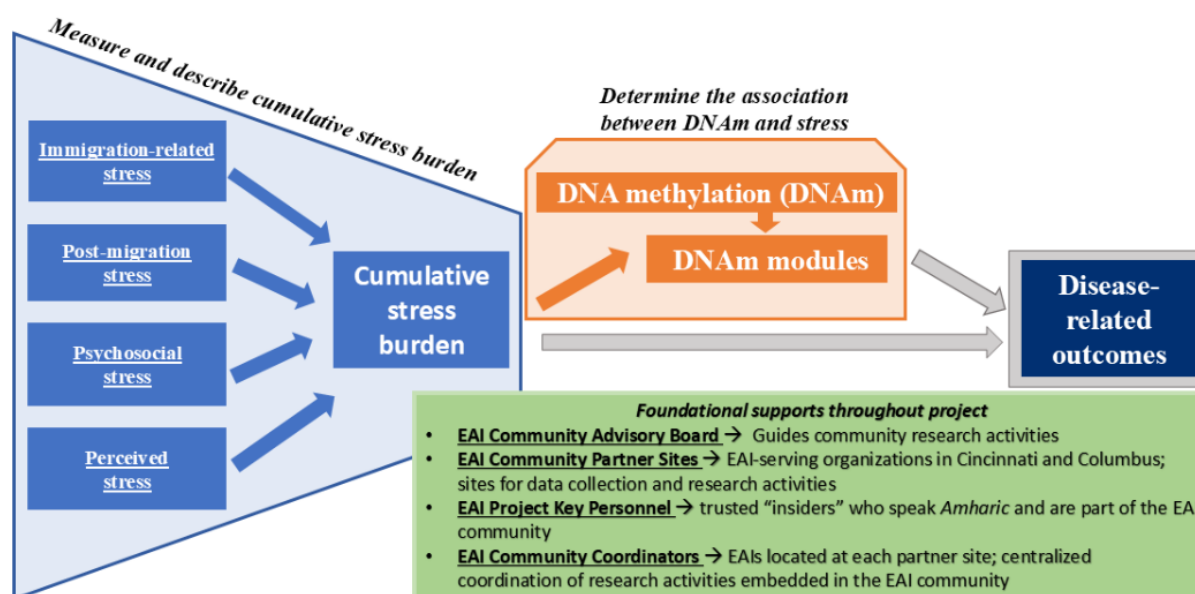 Measure and describe cumulative stress burden
Immigration-related
stress
Post-migration
stress
Psychosocial
stress
Perceived
stress
Cumulative
stress
burden
Determine the association
between DNAm and stress
DNA methylation (DNAm)
DNAm modules
Disease-
related
outcomes
Foundational supports throughout project
• EAI Community Advisory Board → Guides community research activities
• EAI Community Partner Sites → EAI-serving organizations in Cincinnati and Columbus;
sites for data collection and research activities
• EAI Project Key Personnel → trusted “insiders” who speak Amharic and are part of the EAI
community
• EAI Community Coordinators → EAIs located at each partner site; centralized
coordination of research activities embedded in the EAI community